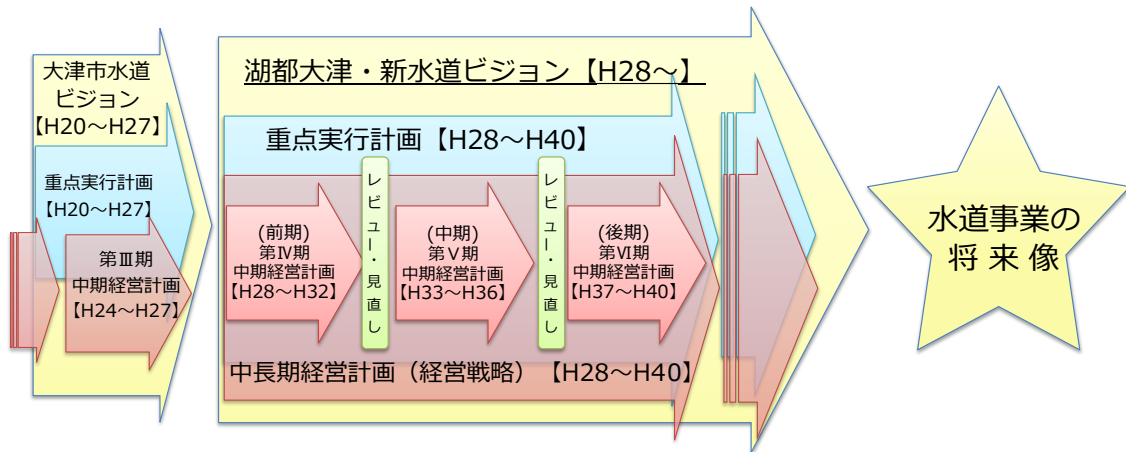 大津市水道
ビジョン
【H20～H27】
重点実行計画
【H20～H27】
第Ⅲ期
中期経営計画
【H24～H27】
湖都大津・新水道ビジョン【H28～】
重点実行計画【H28～H40】
(前期)
第Ⅳ期
中期経営計画
【H28～H32】
レビュー・見直し
(中期)
第Ⅴ期
中期経営計画
【H33～H36】
レビュー・見直し
(後期)
第Ⅵ期
中期経営計画
【H37～H40】
中長期経営計画（経営戦略）【H28～H40】
水道事業の
将 来 像